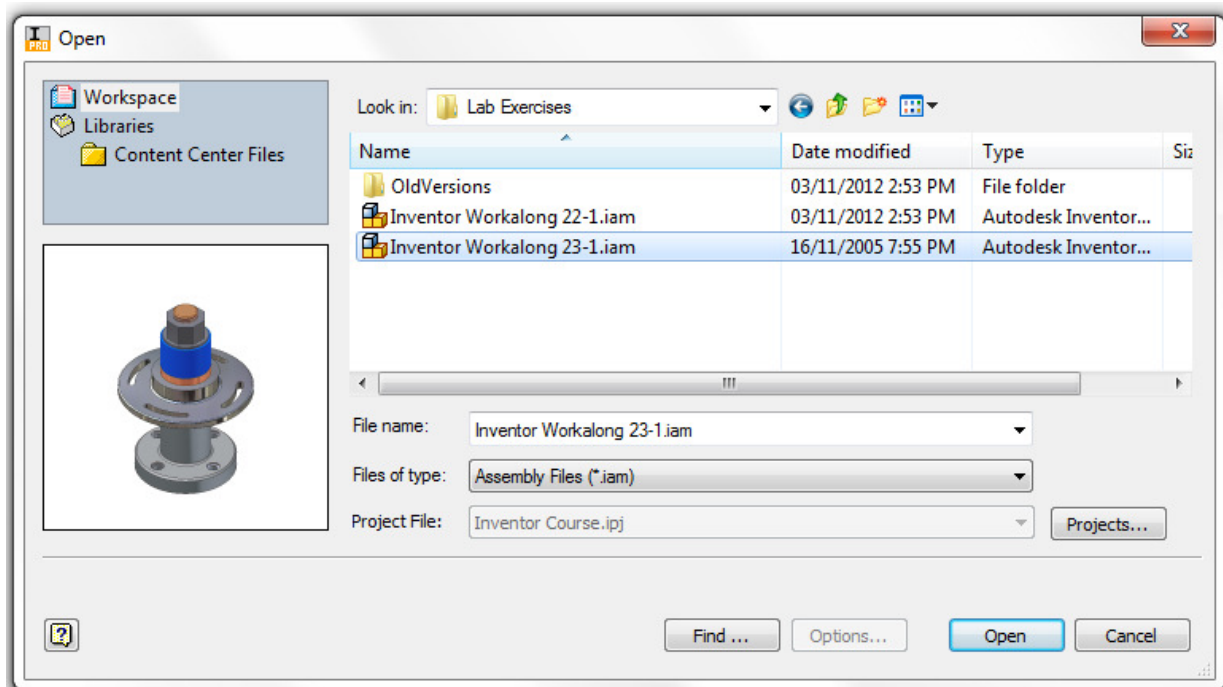 I PRO Open X
Workspace
Libraries
Content Center Files
Look in: Lab Exercises
Name Date modified Type Siz
OldVersions 03/11/2012 2:53 PM File folder
Inventor Workalong 22-1.iam 03/11/2012 2:53 PM Autodesk Inventor...
Inventor Workalong 23-1.iam 16/11/2005 7:55 PM Autodesk Inventor...
File name: Inventor Workalong 23-1.iam
Files of type: Assembly Files (*.iam)
Project File: Inventor Course.ipj Projects...
? Find ... Options... Open Cancel